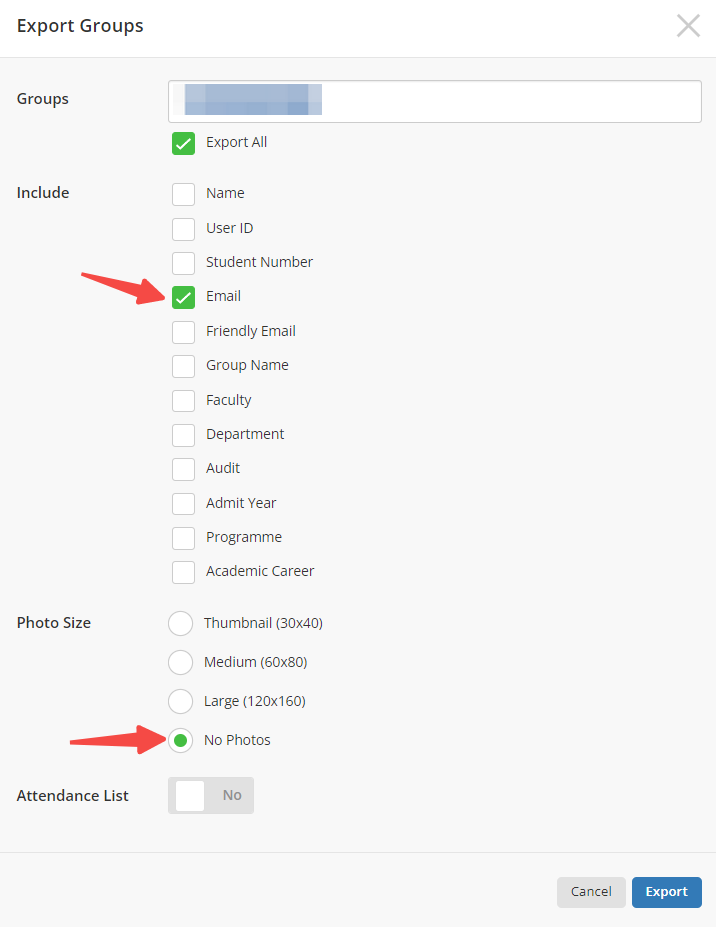 Export Groups
Groups
Export All
Include
Name
User ID
Student Number
Email
Friendly Email
Group Name
Faculty
Department
Audit
Admit Year
Programme
Academic Career
Photo Size
Thumbnail (30x40)
Medium (60x80)
Large (120x160)
No Photos
Attendance List
No
Cancel
Export